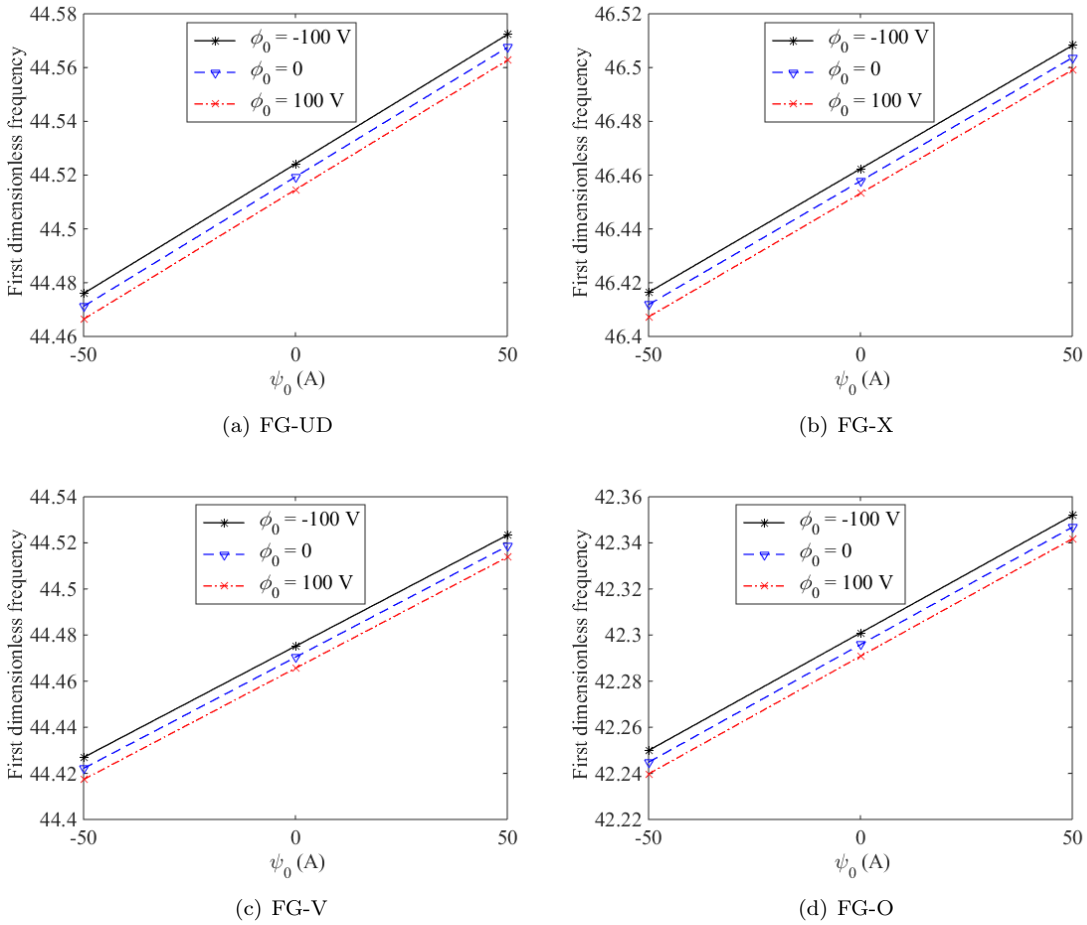 First dimensionless frequency
44.58
44.56
44.54
44.52
44.5
44.48
44.46
ϕ0 = -100 V
ϕ0 = 0
ϕ0 = 100 V
-50
0
50
ψ0 (A)
(a) FG-UD
First dimensionless frequency
46.52
46.5
46.48
46.46
46.44
46.42
46.4
ϕ0 = -100 V
ϕ0 = 0
ϕ0 = 100 V
-50
0
50
ψ0 (A)
(b) FG-X
First dimensionless frequency
44.54
44.52
44.5
44.48
44.46
44.44
44.42
44.4
ϕ0 = -100 V
ϕ0 = 0
ϕ0 = 100 V
-50
0
50
ψ0 (A)
(c) FG-V
First dimensionless frequency
42.36
42.34
42.32
42.3
42.28
42.26
42.24
42.22
ϕ0 = -100 V
ϕ0 = 0
ϕ0 = 100 V
-50
0
50
ψ0 (A)
(d) FG-O